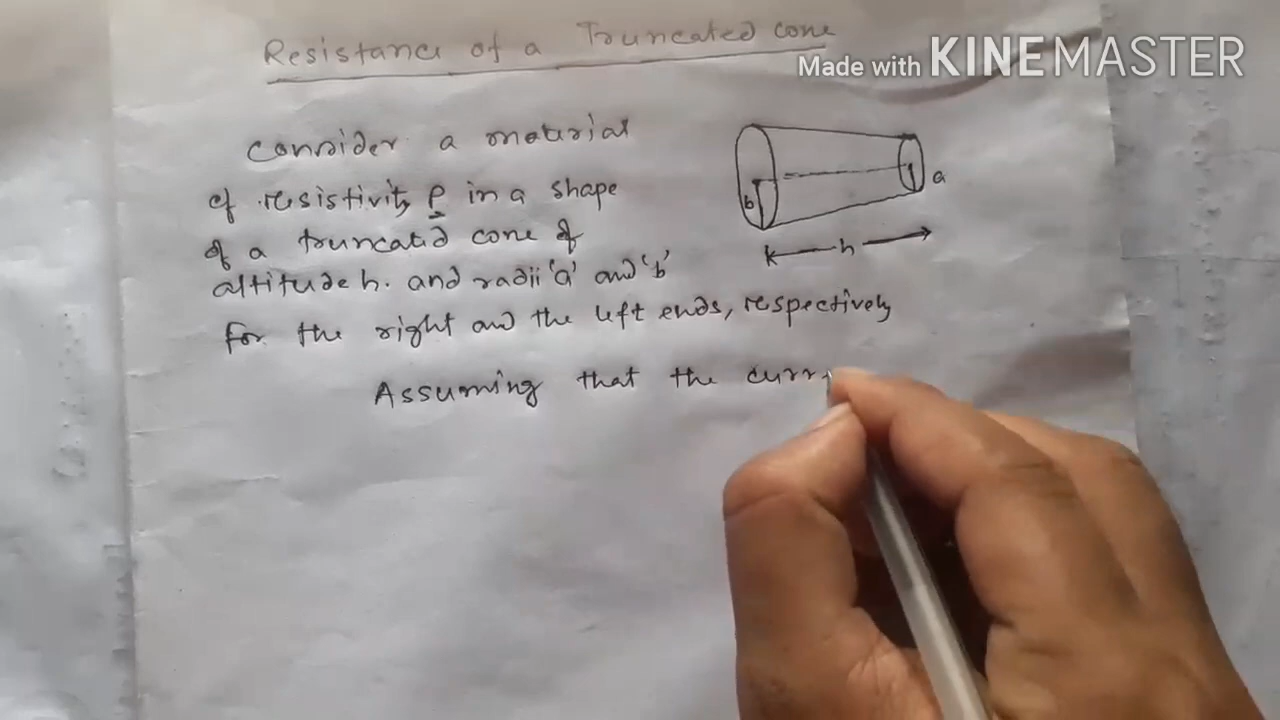 Resistance of a Truncated cone
Made with KINEMASTER
Consider a material
of resistivity ρ in a shape
of a truncated cone of
altitude h. and radii 'a' and 'b'
for the right and the left ends, respectively
Assuming that the curr
b
a
h